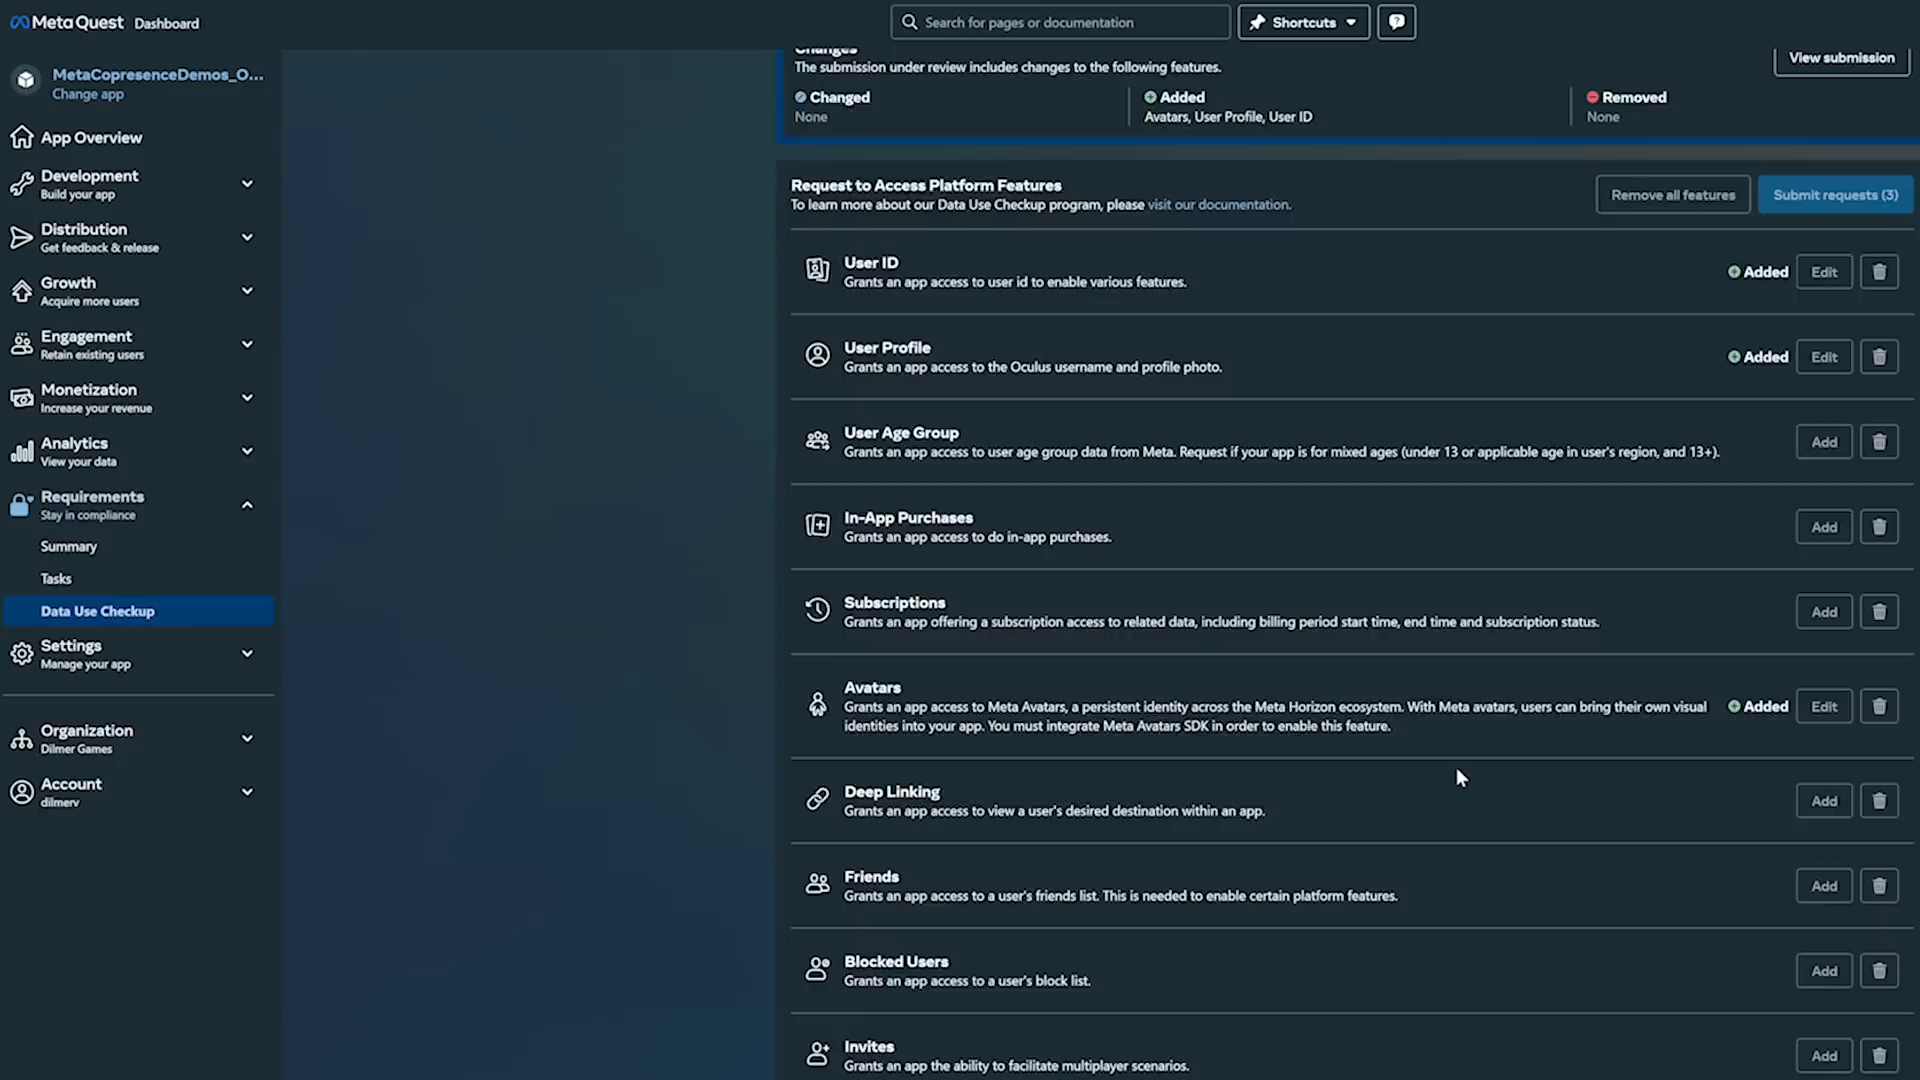 Meta Quest Dashboard
Search for pages or documentation
Shortcuts
MetaCopresenceDemos_O...
Change app
App Overview
Development
Build your app
Distribution
Get feedback & release
Growth
Acquire more users
Engagement
Retain existing users
Monetization
Increase your revenue
Analytics
View your data
Requirements
Stay in compliance
Summary
Tasks
Data Use Checkup
Settings
Manage your app
Organization
Dilmer Games
Account
dilmerv
Changes
The submission under review includes changes to the following features.
View submission
Changed
None
Added
Avatars, User Profile, User ID
Removed
None
Request to Access Platform Features
To learn more about our Data Use Checkup program, please visit our documentation.
Remove all features
Submit requests (3)
User ID
Grants an app access to user id to enable various features.
Added
Edit
User Profile
Grants an app access to the Oculus username and profile photo.
Added
Edit
User Age Group
Grants an app access to user age group data from Meta. Request if your app is for mixed ages (under 13 or applicable age in user's region, and 13+).
Add
In-App Purchases
Grants an app access to do in-app purchases.
Add
Subscriptions
Grants an app offering a subscription access to related data, including billing period start time, end time and subscription status.
Add
Avatars
Grants an app access to Meta Avatars, a persistent identity across the Meta Horizon ecosystem. With Meta avatars, users can bring their own visual
identities into your app. You must integrate Meta Avatars SDK in order to enable this feature.
Added
Edit
Deep Linking
Grants an app access to view a user's desired destination within an app.
Add
Friends
Grants an app access to a user's friends list. This is needed to enable certain platform features.
Add
Blocked Users
Grants an app access to a user's block list.
Add
Invites
Grants an app the ability to facilitate multiplayer scenarios.
Add